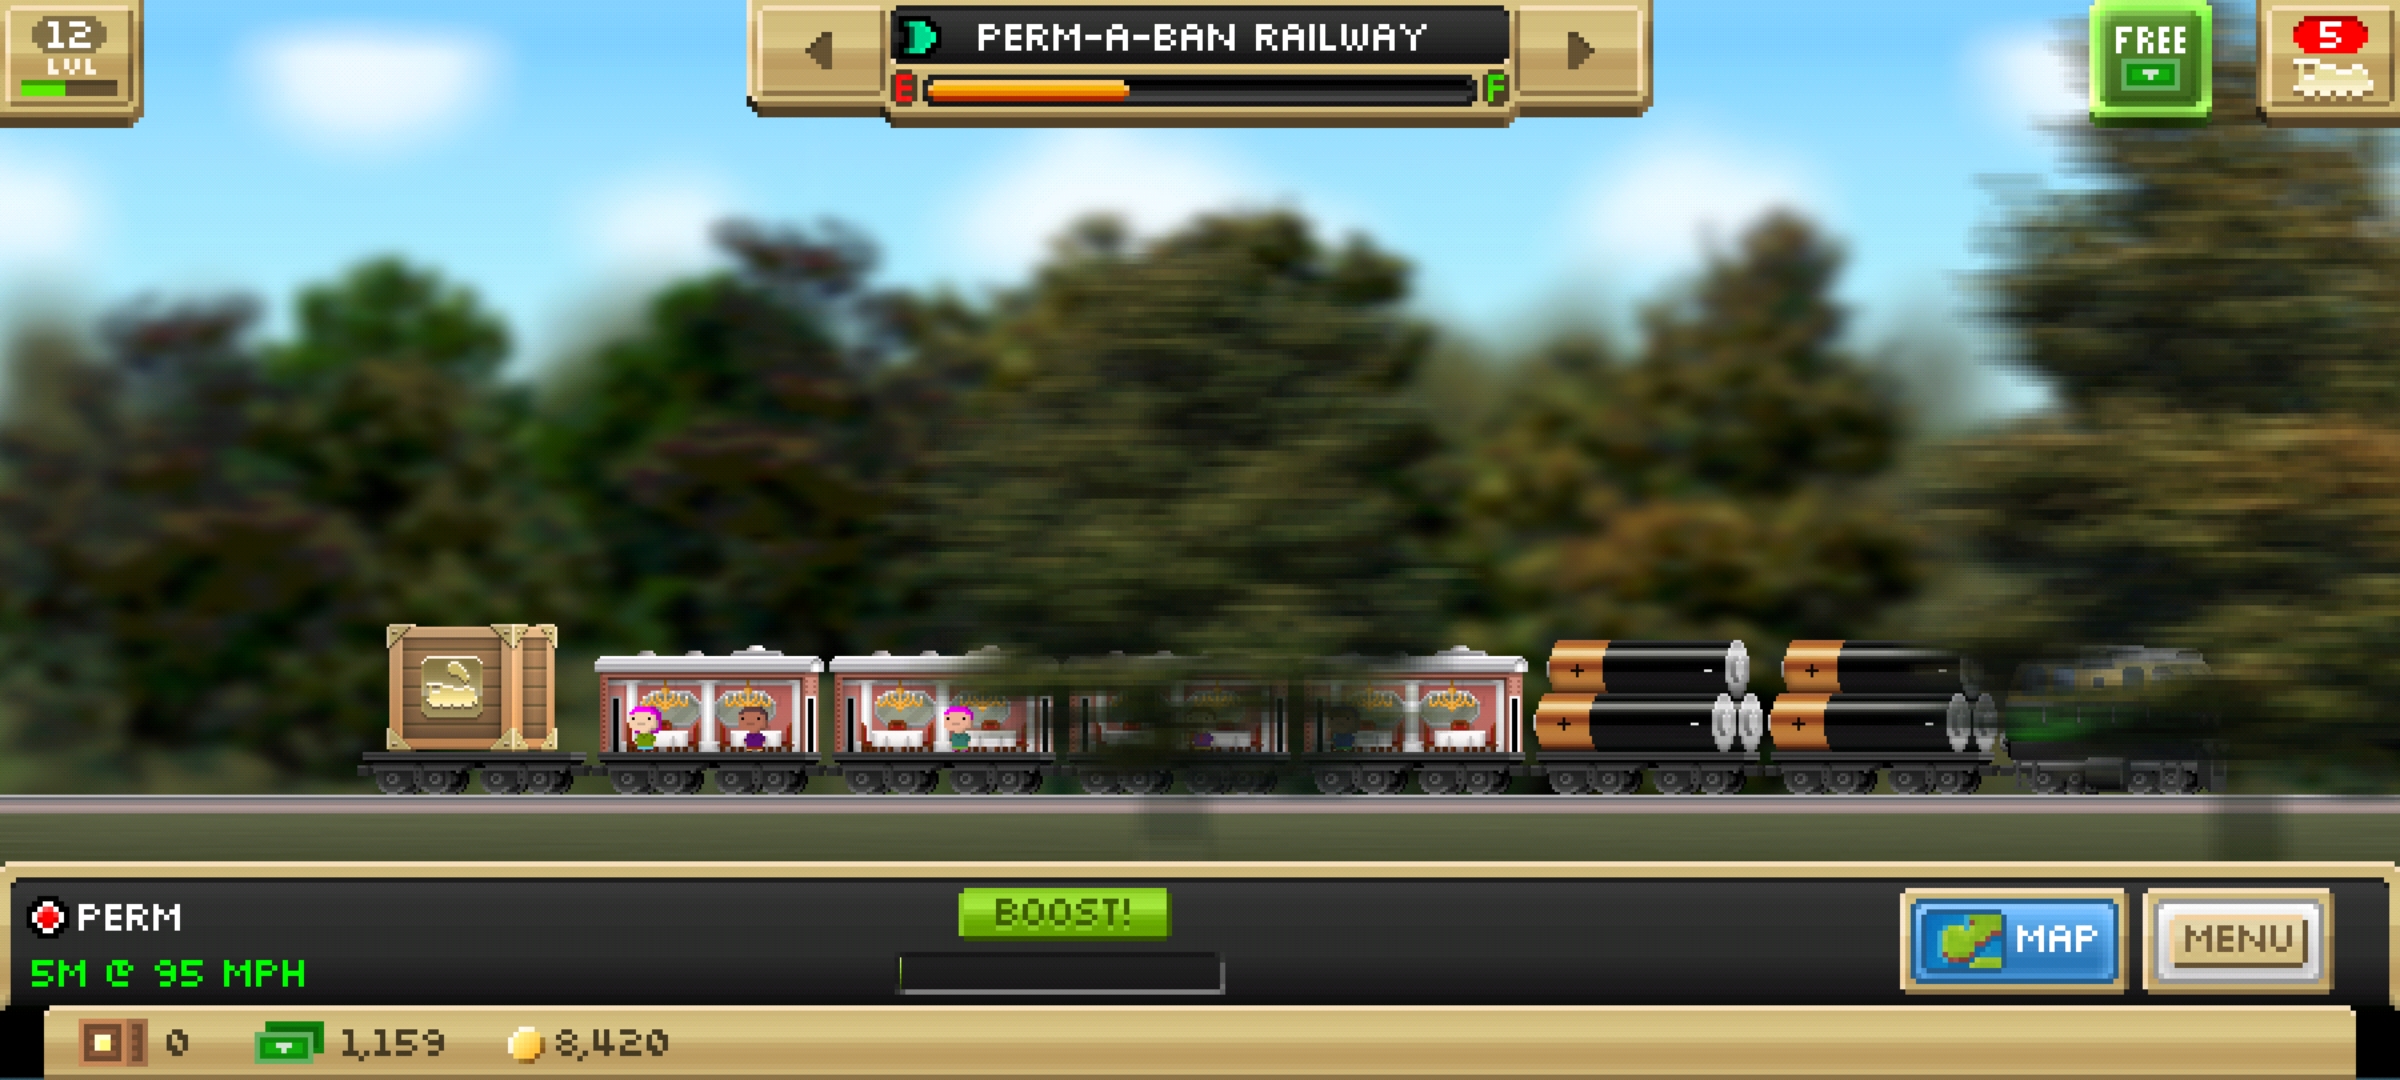 12
LVL
PERM-A-BAN RAILWAY
E F
FREE
5
+ -
+ -
+ -
+ -
PERM
5M @ 95 MPH
BOOST!
MAP
MENU
0
1,159
8,420